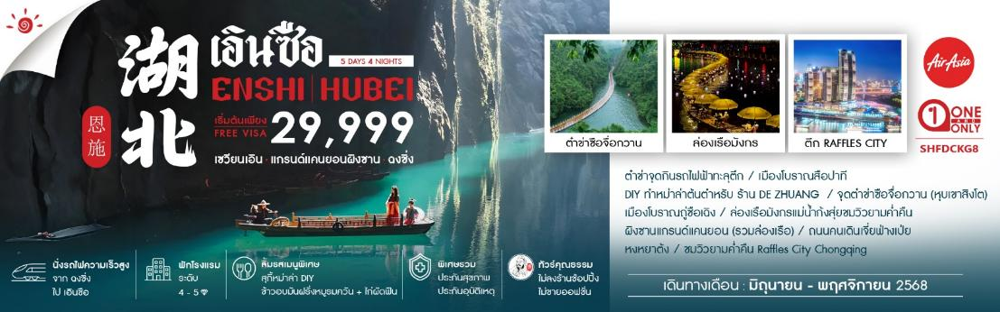 湖北
恩施
เอินซือ
5 DAYS 4 NIGHTS
ENSHI | HUBEI
เริ่มต้นเพียง
FREE VISA
29,999
เซวียนเอิน · แกรนด์แคนยอนผิงซาน · ฉงชิ่ง
นั่งรถไฟความเร็วสูง
จาก ฉงชิ่ง
ไป เอินซือ
พักโรงแรม
ระดับ
4 - 5
ลิ้มรสเมนูพิเศษ
สุกี้หม่าล่า DIY
ข้าวอบมันฝรั่งหมูรมควัน + ไก่ผัดฟืน
พิเศษรวม
ประกันสุขภาพ
ประกันอุบัติเหตุ
ทัวร์คุณธรรม
ไม่ลงร้านช้อปปิ้ง
ไม่ขายออฟชั่น
ถ้ำซ่าซือจื่อกวาน
ล่องเรือมังกร
ตึก RAFFLES CITY
AirAsia
1 ONE
AND
ONLY
SHFDCKG8
ถ้ำซ่าจุดกินรถไฟฟ้าทะลุตึก / เมืองโบราณสือปาที
DIY ทำหม่าล่าต้นตำหรับ ร้าน DE ZHUANG / จุดถ้ำซ่าซือจื่อกวาน (หุบเขาสิงโต)
เมืองโบราณถู่ซือเฉิง / ล่องเรือมังกรแม่น้ำก้งสุ่ยชมวิวยามค่ำคืน
ผิงซานแกรนด์แคนยอน (รวมล่องเรือ) / ถนนคนเดินเจี่ยฟ่างเป่ย
หงหยาต้ง / ชมวิวยามค่ำคืน Raffles City Chongqing
เดินทางเดือน : มิถุนายน - พฤศจิกายน 2568